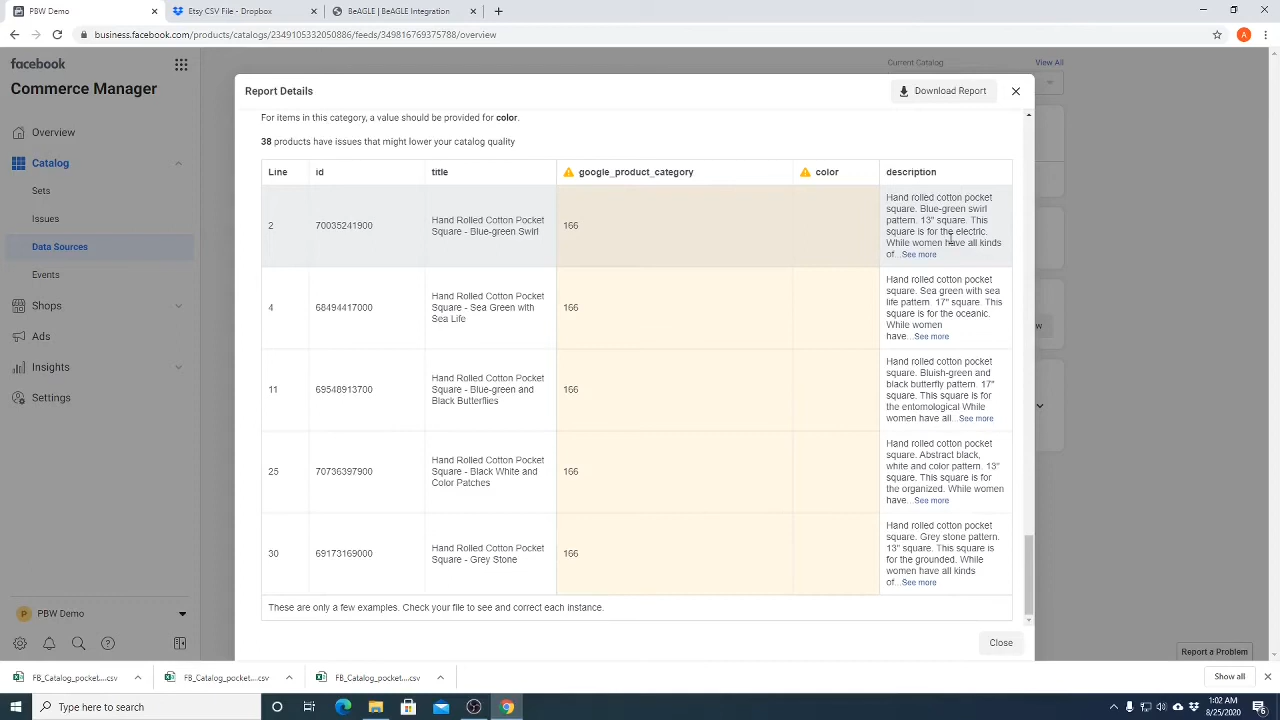 PBW Demo
Etsy CSV File - Dropbox
BeAGLE | BeAGLE Integration
business.facebook.com/products/catalogs/2349105332050886/feeds/349816769375788/overview
A
facebook
Commerce Manager
Overview
Catalog
Sets
Issues
Data Sources
Events
Shops
Ads
Insights
Settings
P PBW Demo
Current Catalog
View All
Report Details
Download Report
For items in this category, a value should be provided for color.
38 products have issues that might lower your catalog quality
Line id title google_product_category color description
2 70035241900 Hand Rolled Cotton Pocket
Square - Blue-green Swirl
166
Hand rolled cotton pocket
square. Blue-green swirl
pattern. 13" square. This
square is for the electric.
While women have all kinds
of...See more
4 68494417000 Hand Rolled Cotton Pocket
Square - Sea Green with
Sea Life
166
Hand rolled cotton pocket
square. Sea green with sea
life pattern. 17" square. This
square is for the oceanic.
While women
have...See more
11 69548913700 Hand Rolled Cotton Pocket
Square - Blue-green and
Black Butterflies
166
Hand rolled cotton pocket
square. Bluish-green and
black butterfly pattern. 17"
square. This square is for
the entomological While
women have all...See more
25 70736397900 Hand Rolled Cotton Pocket
Square - Black White and
Color Patches
166
Hand rolled cotton pocket
square. Abstract black,
white and color pattern. 13"
square. This square is for
the organized. While women
have...See more
30 69173169000 Hand Rolled Cotton Pocket
Square - Grey Stone
166
Hand rolled cotton pocket
square. Grey stone pattern.
13" square. This square is
for the grounded. While
women have all kinds
of...See more
These are only a few examples. Check your file to see and correct each instance.
Close
w
Report a Problem
FB_Catalog_pocket....csv
FB_Catalog_pocket....csv
FB_Catalog_pocket....csv
Show all
Type here to search
1:02 AM
8/25/2020
6